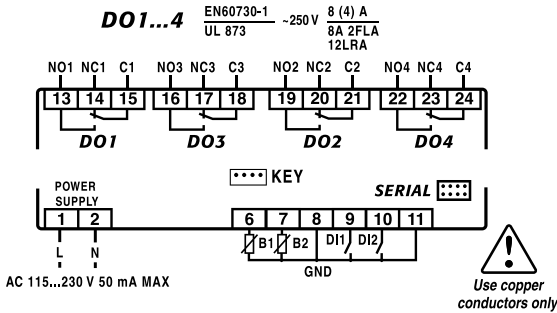 DO1...4 EN60730-1 ~250 V 8 (4) A
UL 873 8A 2FLA
12LRA
NO1 NC1 C1 NO3 NC3 C3 NO2 NC2 C2 NO4 NC4 C4
13 14 15 16 17 18 19 20 21 22 23 24
DO1 DO3 DO2 DO4
KEY
POWER
SUPPLY
SERIAL
1 2 6 7 8 9 10 11
L N B1 B2 DI1 DI2
GND
AC 115...230 V 50 mA MAX
!
Use copper
conductors only